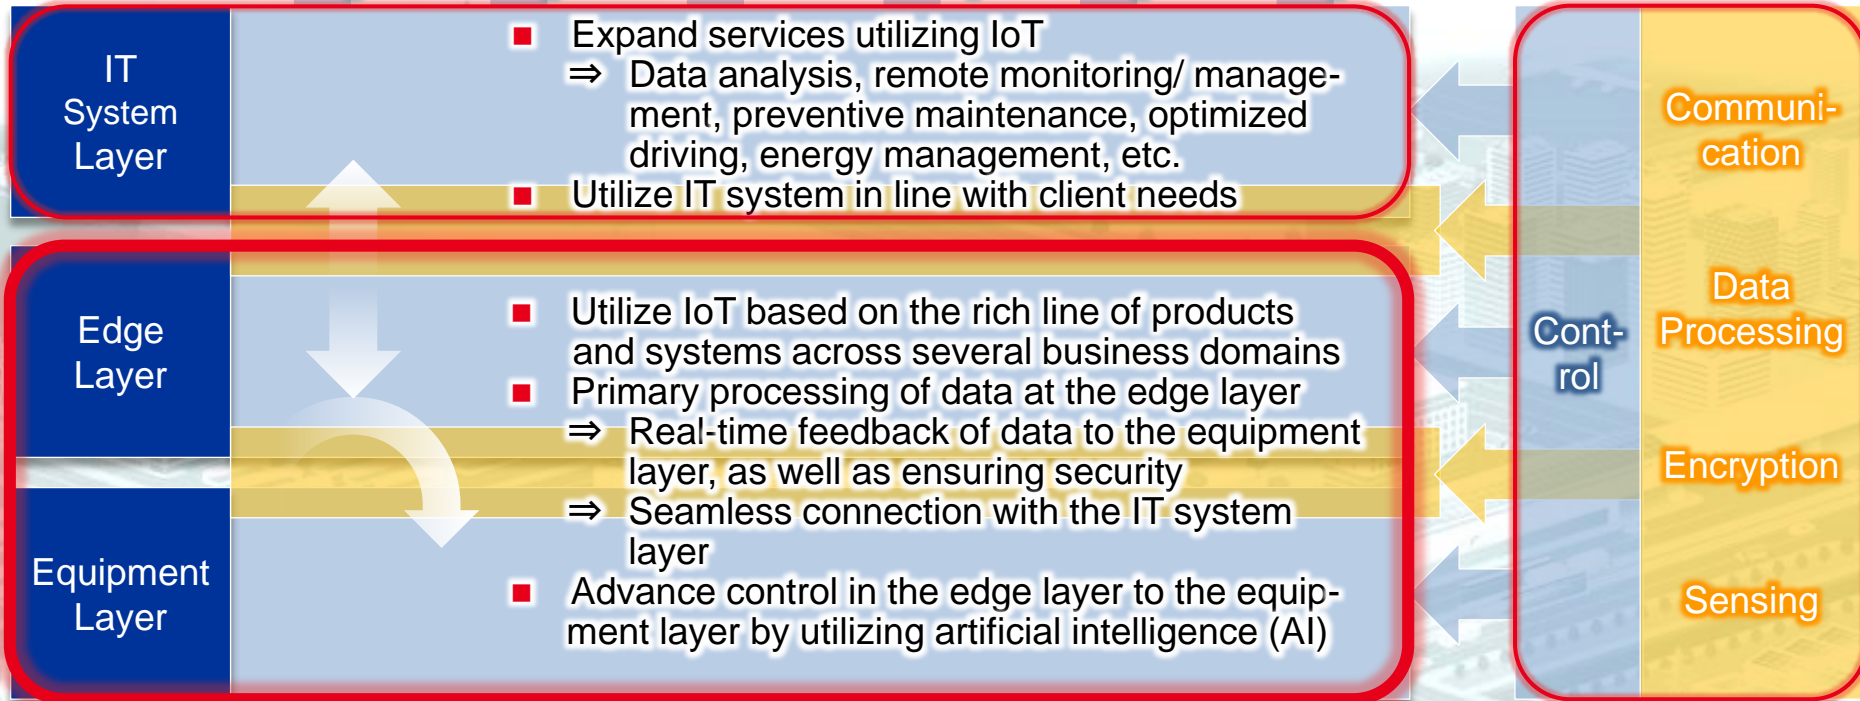 IT
System
Layer
■ Expand services utilizing IoT
⇒ Data analysis, remote monitoring/ manage-
ment, preventive maintenance, optimized
driving, energy management, etc.
■ Utilize IT system in line with client needs
Edge
Layer
Equipment
Layer
■ Utilize IoT based on the rich line of products
and systems across several business domains
■ Primary processing of data at the edge layer
⇒ Real-time feedback of data to the equipment
layer, as well as ensuring security
⇒ Seamless connection with the IT system
layer
■ Advance control in the edge layer to the equip-
ment layer by utilizing artificial intelligence (AI)
Cont-
rol
Communi-
cation
Data
Processing
Encryption
Sensing